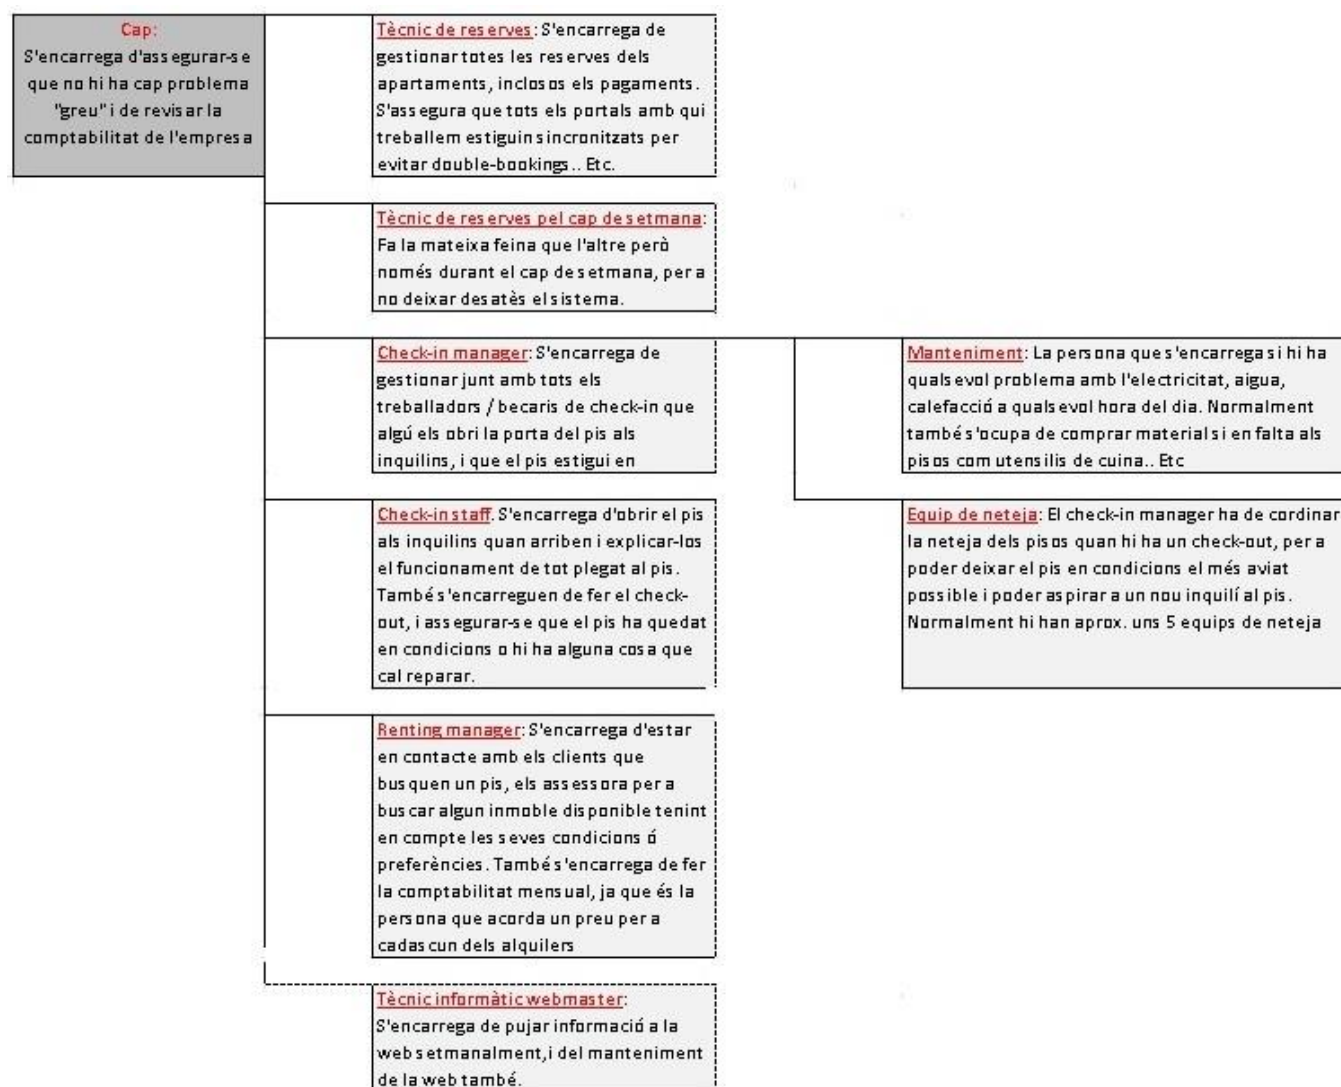 Cap:
S'encarrega d'assegurar-se
que no hi ha cap problema
"greu" i de revisar la
comptabilitat de l'empresa
Tècnic de reserves: S'encarrega de
gestionar totes les reserves dels
apartaments, inclosos els pagaments.
S'assegura que tots els portals amb qui
treballem estiguin sincronitzats per
evitar double-bookings.. Etc.
Tècnic de reserves pel cap de setmana:
Fa la mateixa feina que l'altre però
només durant el cap de setmana, per a
no deixar desatès el sistema.
Check-in manager: S'encarrega de
gestionar junt amb tots els
treballadors / becaris de check-in que
algú els obri la porta del pis als
inquilins, i que el pis estigui en
Manteniment: La persona que s'encarrega si hi ha
qualsevol problema amb l'electricitat, aigua,
calefacció a qualsevol hora del dia. Normalment
també s'ocupa de comprar material si en falta als
pisos com utensilis de cuina.. Etc
Check-in staff. S'encarrega d'obrir el pis
als inquilins quan arriben i explicar-los
el funcionament de tot plegat al pis.
També s'encarreguen de fer el check-
out, i assegurar-se que el pis ha quedat
en condicions o hi ha alguna cosa que
cal reparar.
Equip de neteja: El check-in manager ha de cordinar
la neteja dels pisos quan hi ha un check-out, per a
poder deixar el pis en condicions el més aviat
possible i poder aspirar a un nou inquilí al pis.
Normalment hi han aprox. uns 5 equips de neteja
Renting manager: S'encarrega d'estar
en contacte amb els clients que
busquen un pis, els assessora per a
buscar algun inmoble disponible tenint
en compte les seves condicions ó
preferències. També s'encarrega de fer
la comptabilitat mensual, ja que és la
persona que acorda un preu per a
cadascun dels alquilers
Tècnic informàtic webmaster:
S'encarrega de pujar informació a la
web setmanalment,i del manteniment
de la web també.